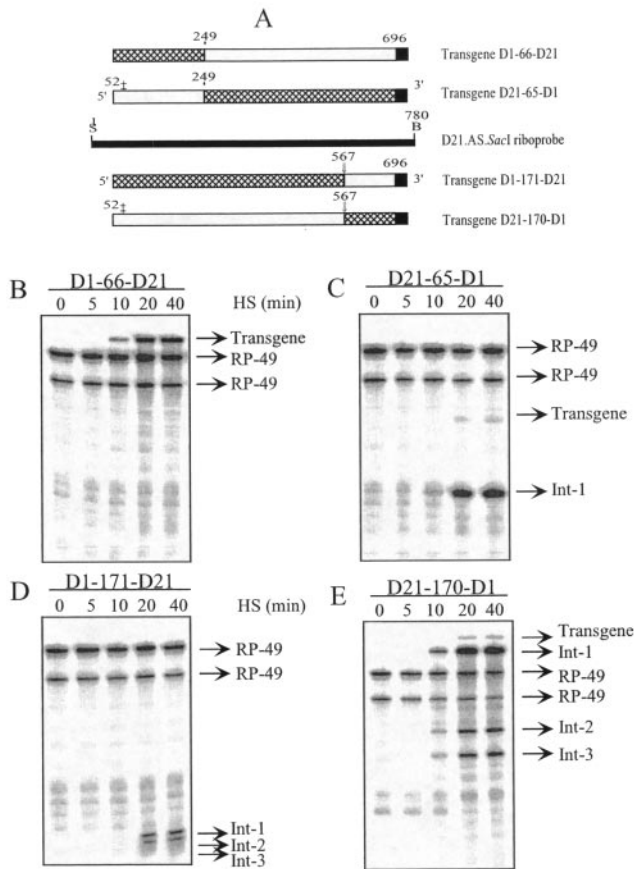 A
249 696
Transgene D1-66-D21
52‡ 249
5' 3'
Transgene D21-65-D1
780
S B
D21.AS.SacI riboprobe
567 696
5' 3'
Transgene D1-171-D21
52‡ 567
Transgene D21-170-D1
B D1-66-D21
0 5 10 20 40 HS (min)
Transgene
RP-49
RP-49
C D21-65-D1
0 5 10 20 40
RP-49
RP-49
Transgene
Int-1
D D1-171-D21
0 5 10 20 40 HS (min)
RP-49
RP-49
Int-1
Int-2
Int-3
E D21-170-D1
0 5 10 20 40
Transgene
Int-1
RP-49
RP-49
Int-2
Int-3